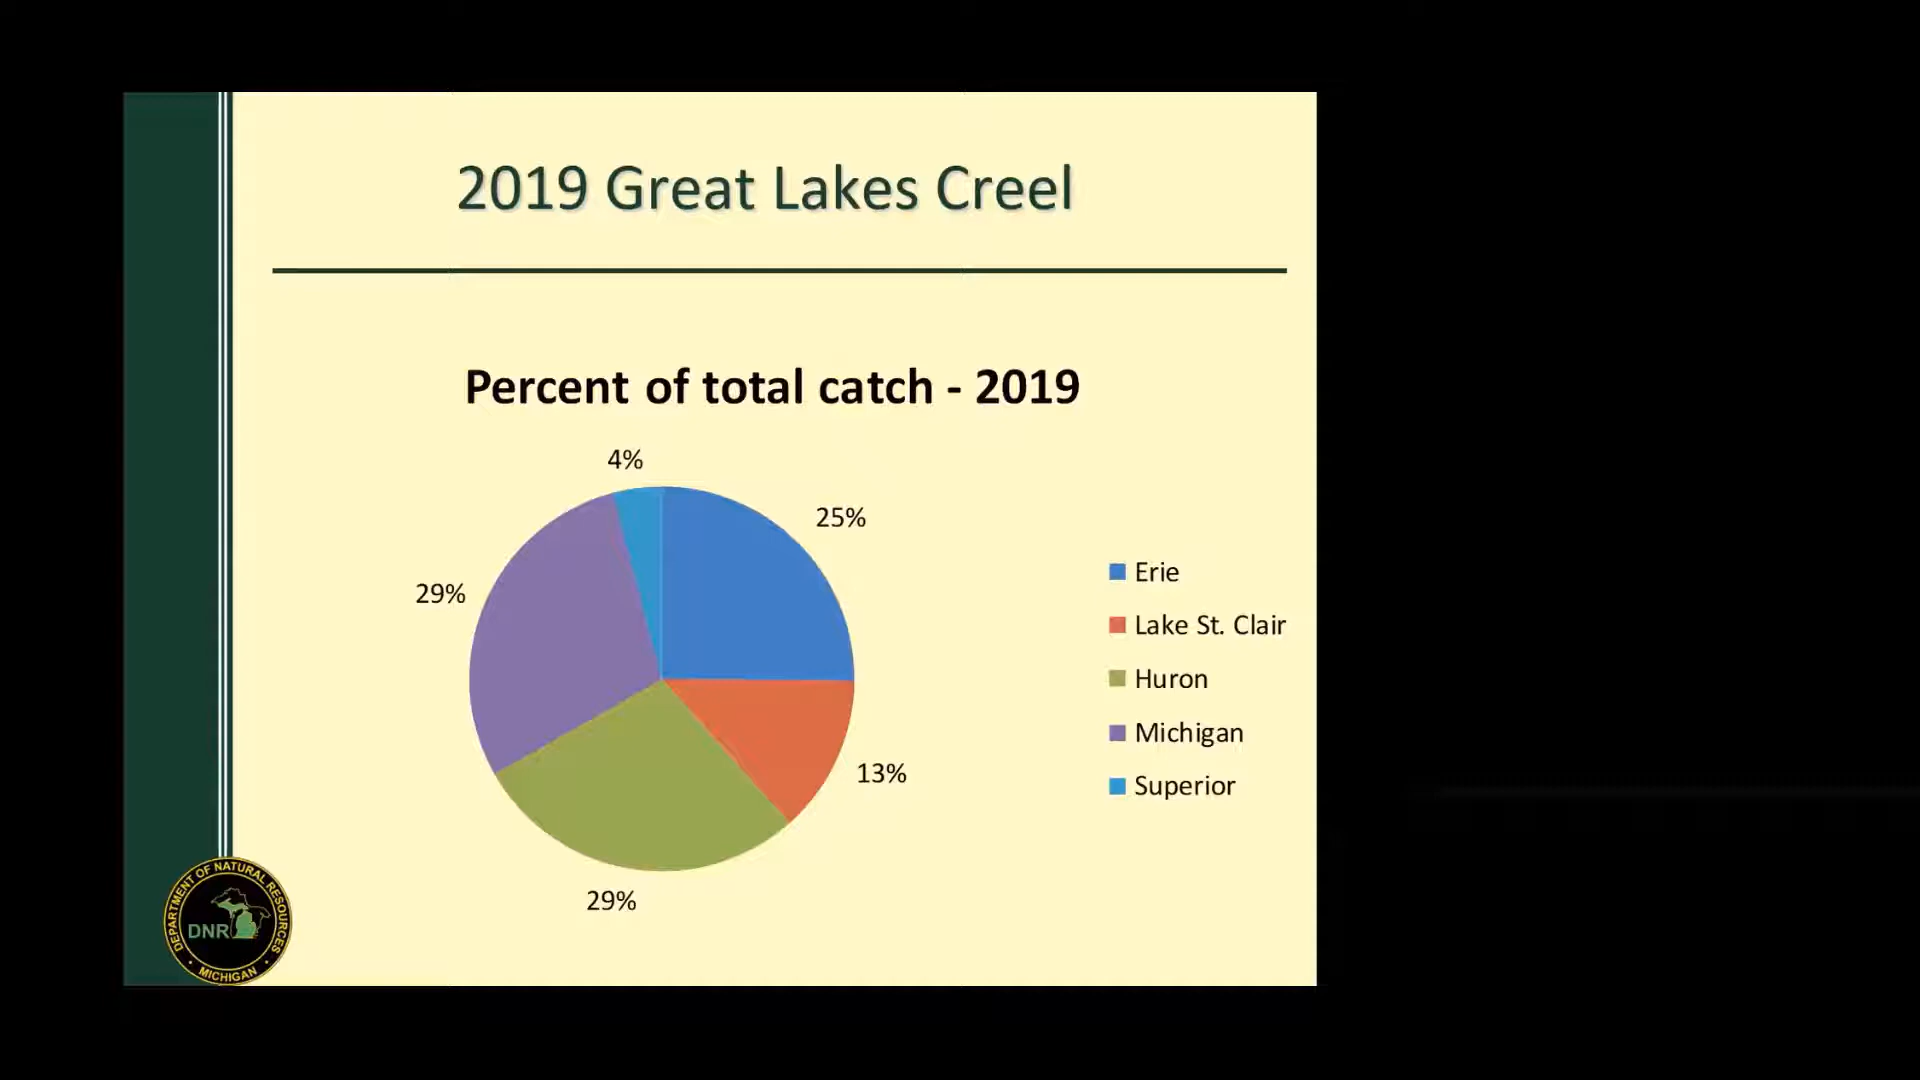 2019 Great Lakes Creel
Percent of total catch - 2019
4%
25%
29%
13%
29%
Erie
Lake St. Clair
Huron
Michigan
Superior
DEPARTMENT OF NATURAL RESOURCES
DNR
• MICHIGAN •